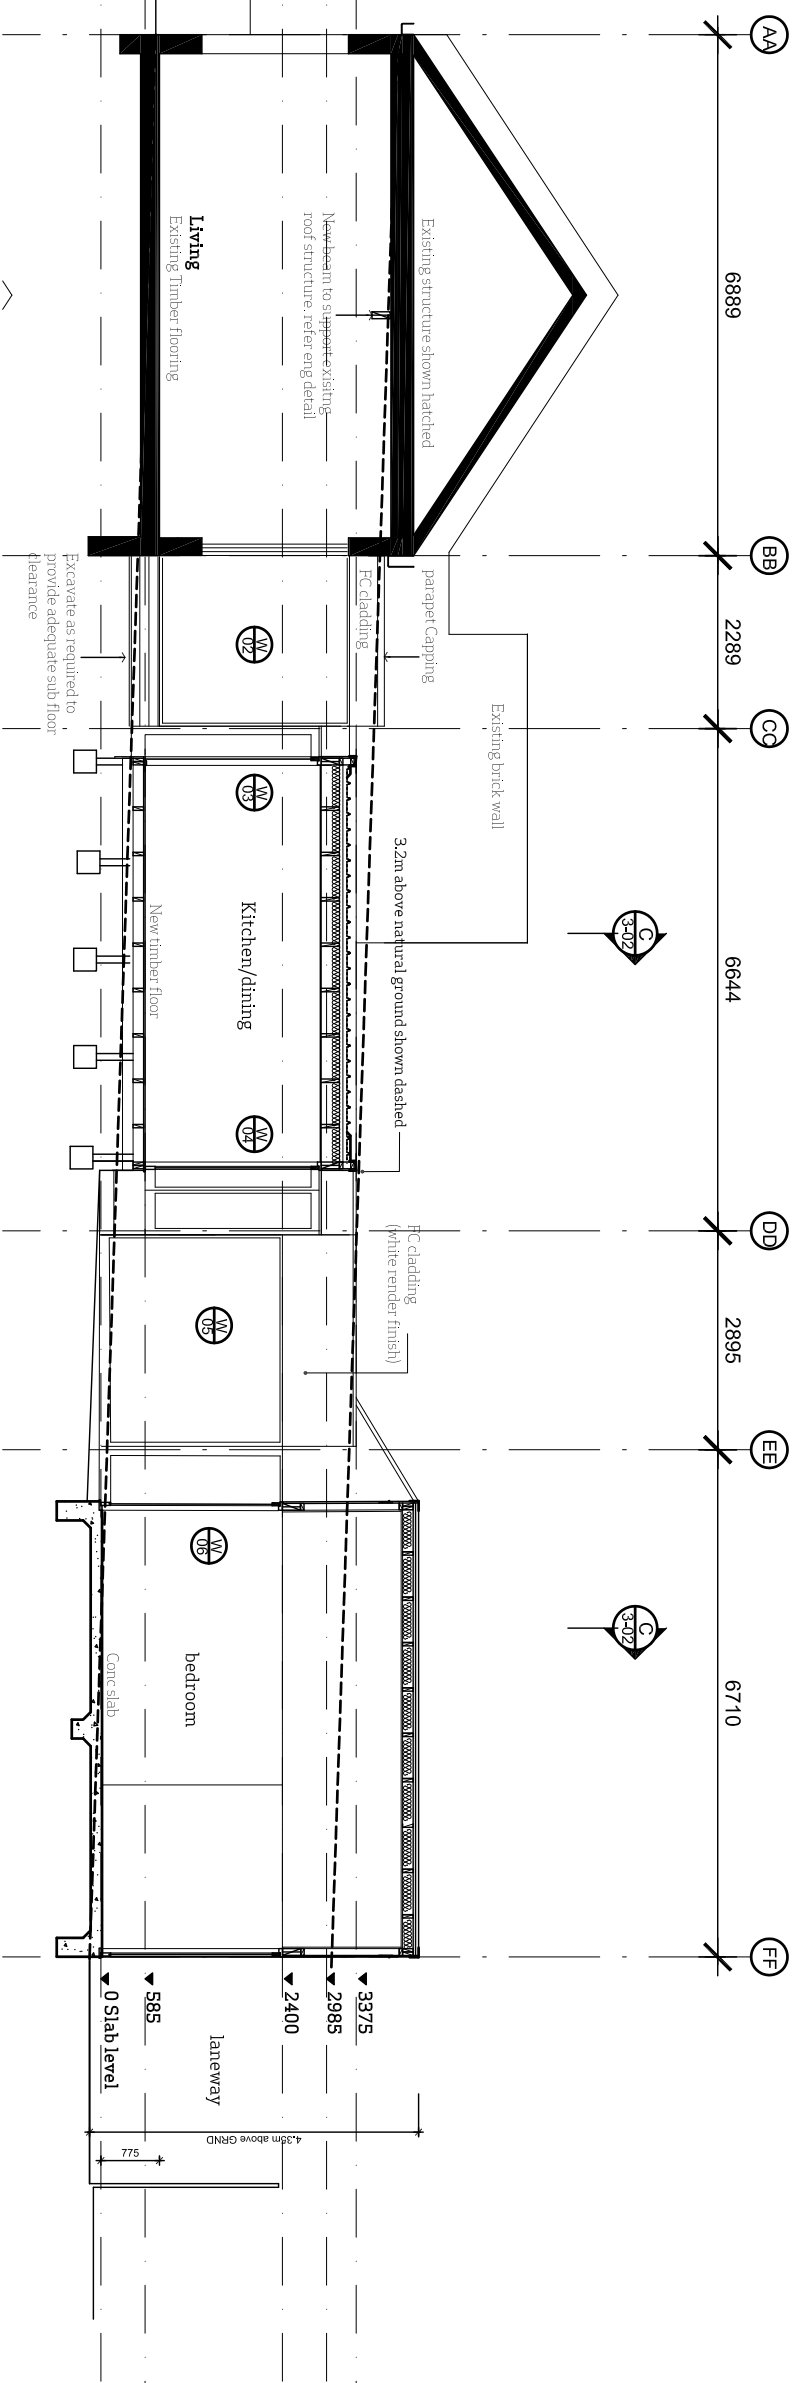 AA
BB
CC
DD
EE
FF
6889
2289
6644
2895
6710
C
3-02
C
3-02
Existing brick wall
parapet Capping
Existing structure shown hatched
3.2m above natural ground shown dashed
FC cladding
(white render finish)
FC cladding
New beam to support exisitng
roof structure. refer eng detail
Living
Existing Timber flooring
W
02
W
03
Kitchen/dining
W
04
W
05
W
06
bedroom
New timber floor
Conc slab
Excavate as required to
provide adequate sub floor
clearance
3375
2985
2400
585
0 Slab level
laneway
4.35m above GRND
775